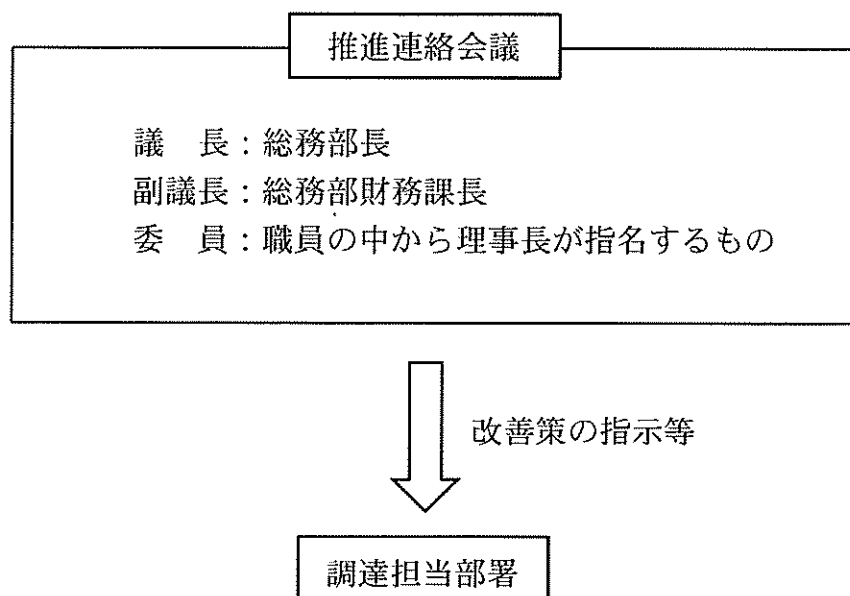 推進連絡会議
議　長：総務部長
副議長：総務部財務課長
委　員：職員の中から理事長が指名するもの
改善策の指示等
調達担当部署